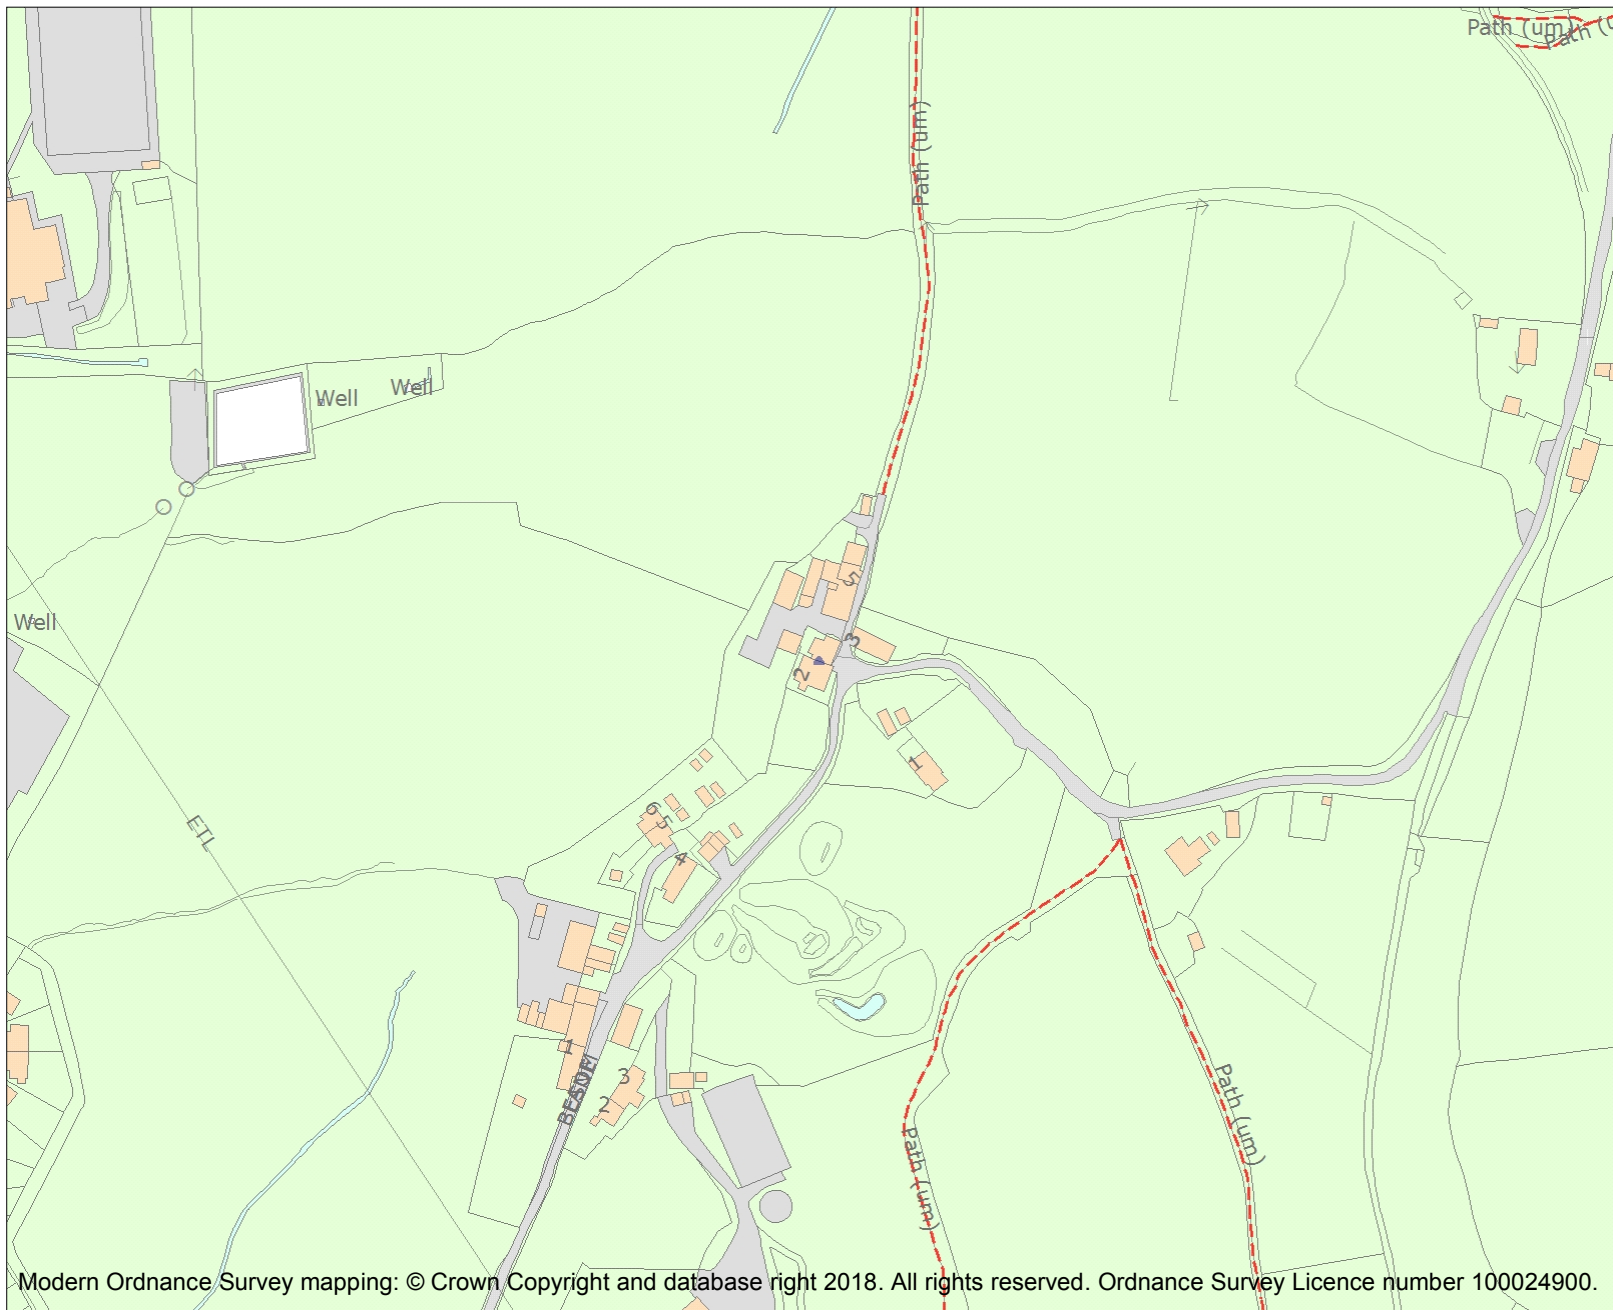 Path (um)
Path (
Path (um)
Well
Well
5
Well
3
2
1
ETL
6
5
4
1
3
2
Path (um)
Path (um)
Modern Ordnance Survey mapping: © Crown Copyright and database right 2018. All rights reserved. Ordnance Survey Licence number 100024900.